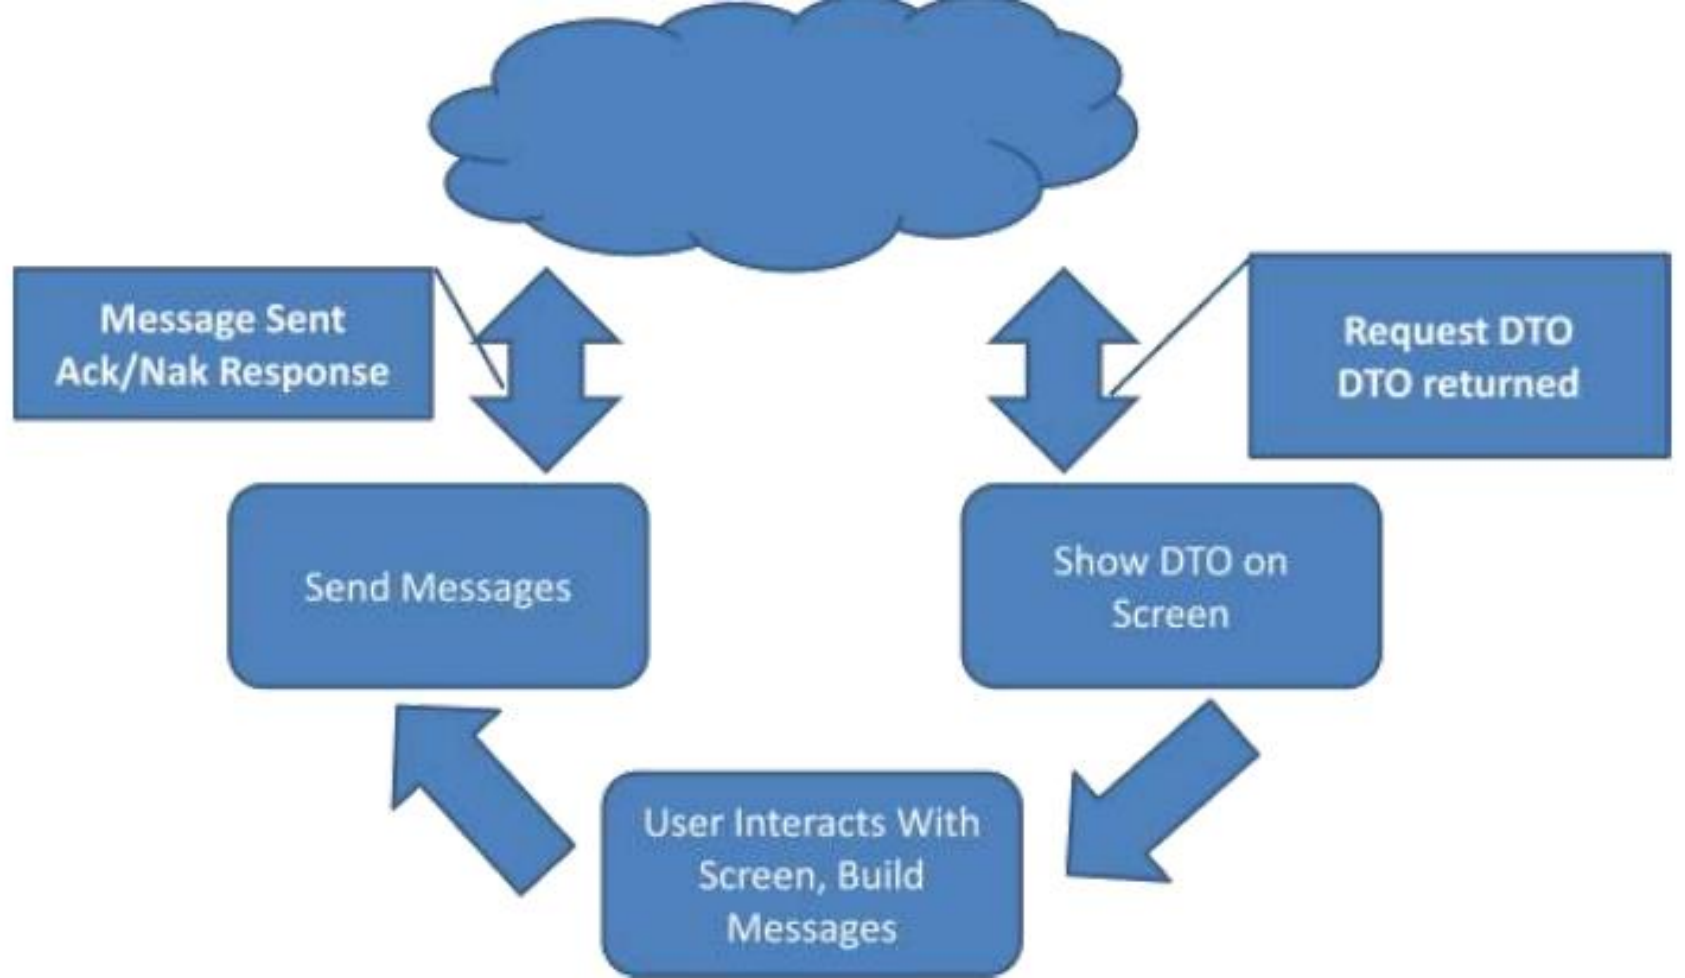 Message Sent
Ack/Nak Response
Request DTO
DTO returned
Send Messages
Show DTO on
Screen
User Interacts With
Screen, Build
Messages